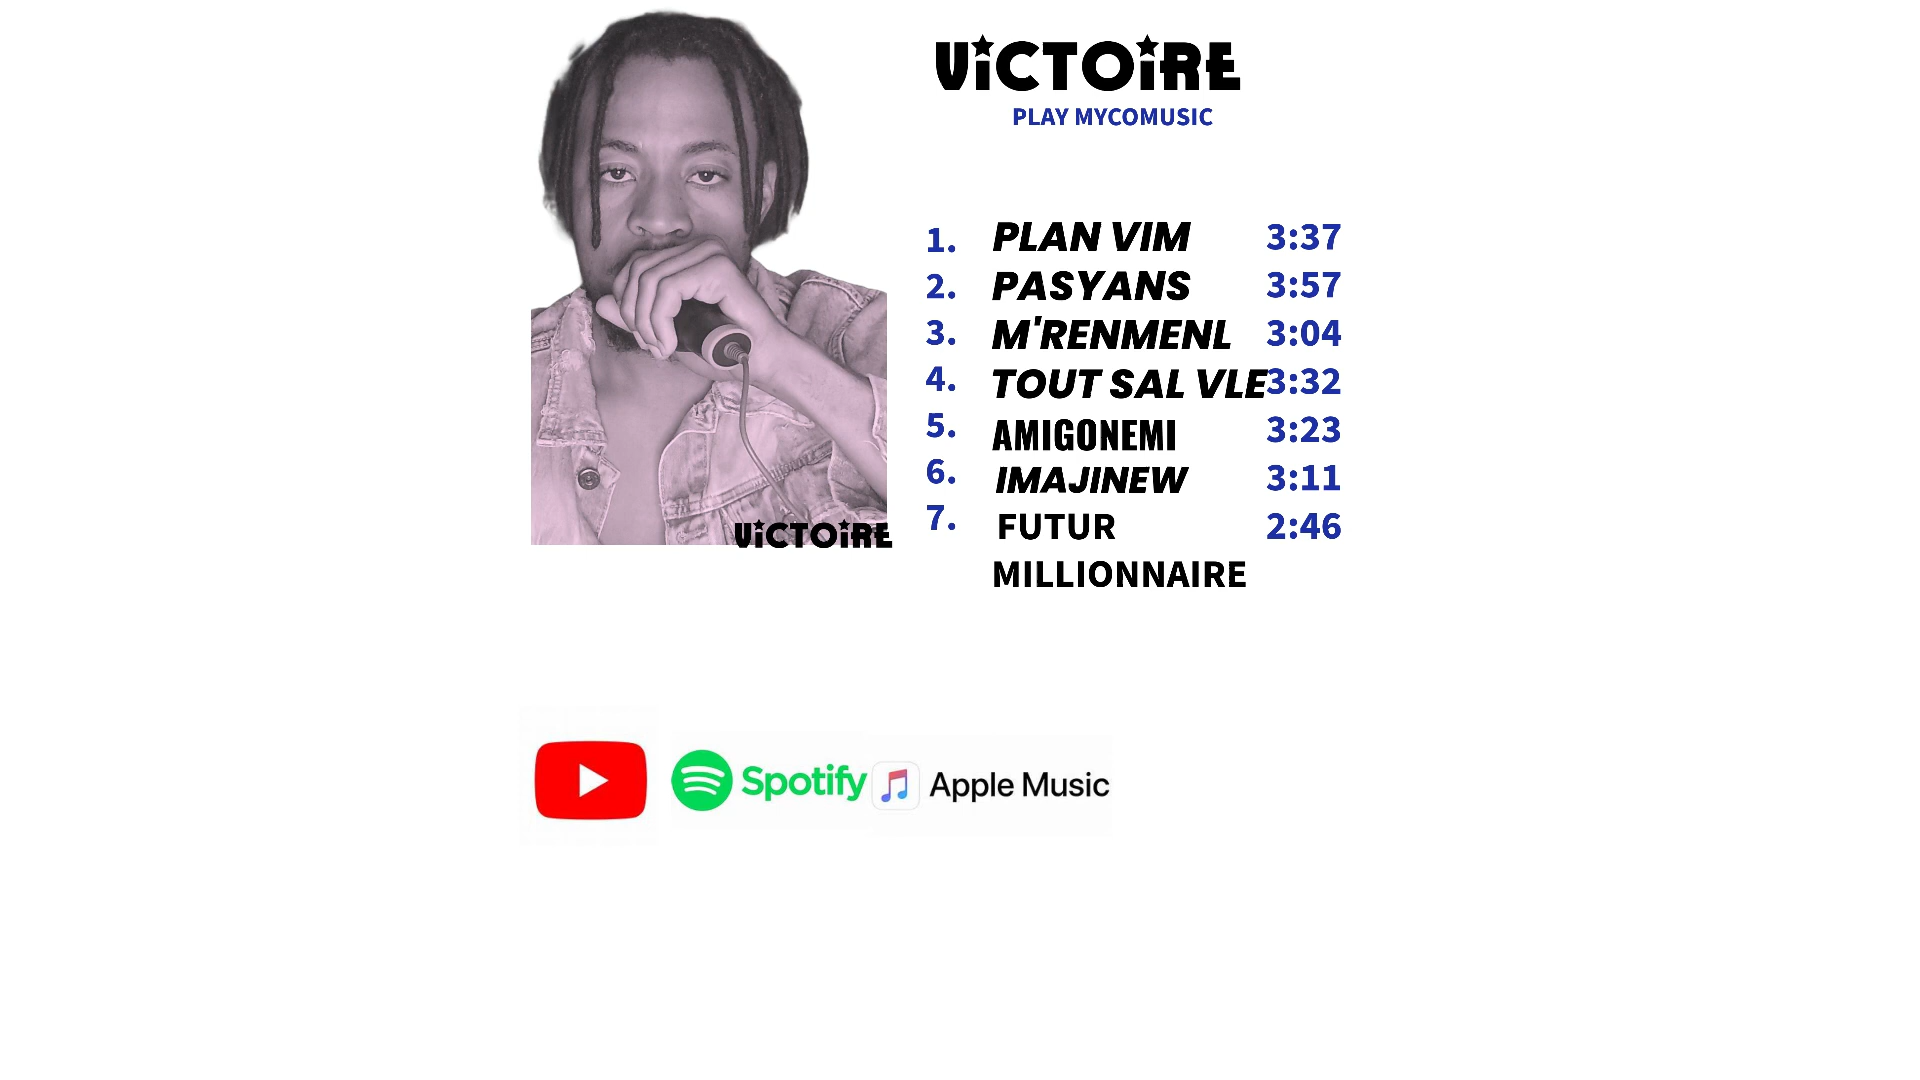 ViCTOiRE
PLAY MYCOMUSIC
1. PLAN VIM 3:37
2. PASYANS 3:57
3. M'RENMENL 3:04
4. TOUT SAL VLE 3:32
5. AMIGONEMI 3:23
6. IMAJINEW 3:11
7. FUTUR 2:46
MILLIONNAIRE
ViCTOiRE
Spotify
Apple Music